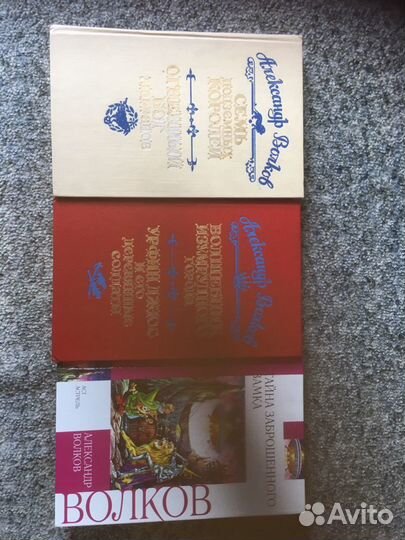 Александр Волков
СЕМЬ
ПОДЗЕМНЫХ
КОРОЛЕЙ
ОГНЕННЫЙ
БОГ
МАРРАНОВ
Александр Волков
ВОЛШЕБНИК
ИЗУМРУДНОГО
ГОРОДА
УРФИН ДЖЮС
И ЕГО
ДЕРЕВЯННЫЕ
СОЛДАТЫ
ТАЙНА ЗАБРОШЕННОГО
ЗАМКА
АСТ
АСТРЕЛЬ
АЛЕКСАНДР
ВОЛКОВ
ВОЛКОВ
Avito